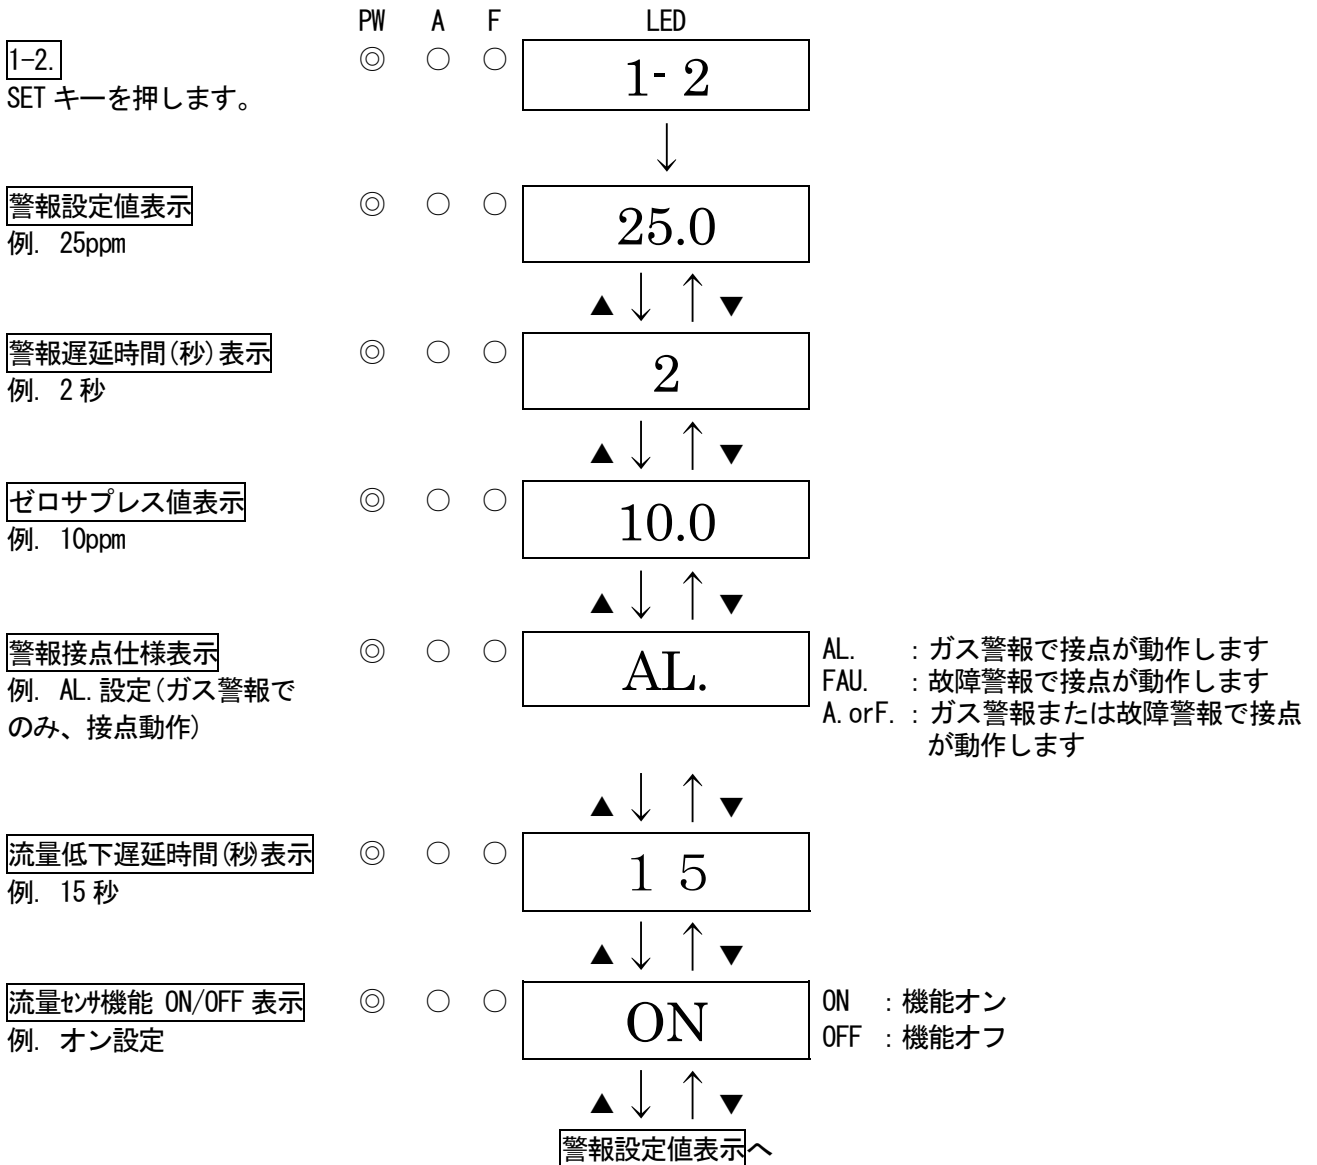 PW A F LED
1-2. ◎ ○ ○ 1- 2
SET キーを押します。
↓
警報設定値表示 ◎ ○ ○ 25.0
例. 25ppm
▲ ↓ ↑ ▼
警報遅延時間(秒)表示 ◎ ○ ○ 2
例. 2 秒
▲ ↓ ↑ ▼
ゼロサプレス値表示 ◎ ○ ○ 10.0
例. 10ppm
▲ ↓ ↑ ▼
警報接点仕様表示 ◎ ○ ○ AL.
例. AL.設定(ガス警報で
のみ、接点動作)
AL. :ガス警報で接点が動作します
FAU. :故障警報で接点が動作します
A.orF. :ガス警報または故障警報で接点
が動作します
▲ ↓ ↑ ▼
流量低下遅延時間(秒)表示 ◎ ○ ○ 1 5
例. 15 秒
▲ ↓ ↑ ▼
流量センサ機能 ON/OFF 表示 ◎ ○ ○ ON
例. オン設定
ON :機能オン
OFF :機能オフ
▲ ↓ ↑ ▼
警報設定値表示へ